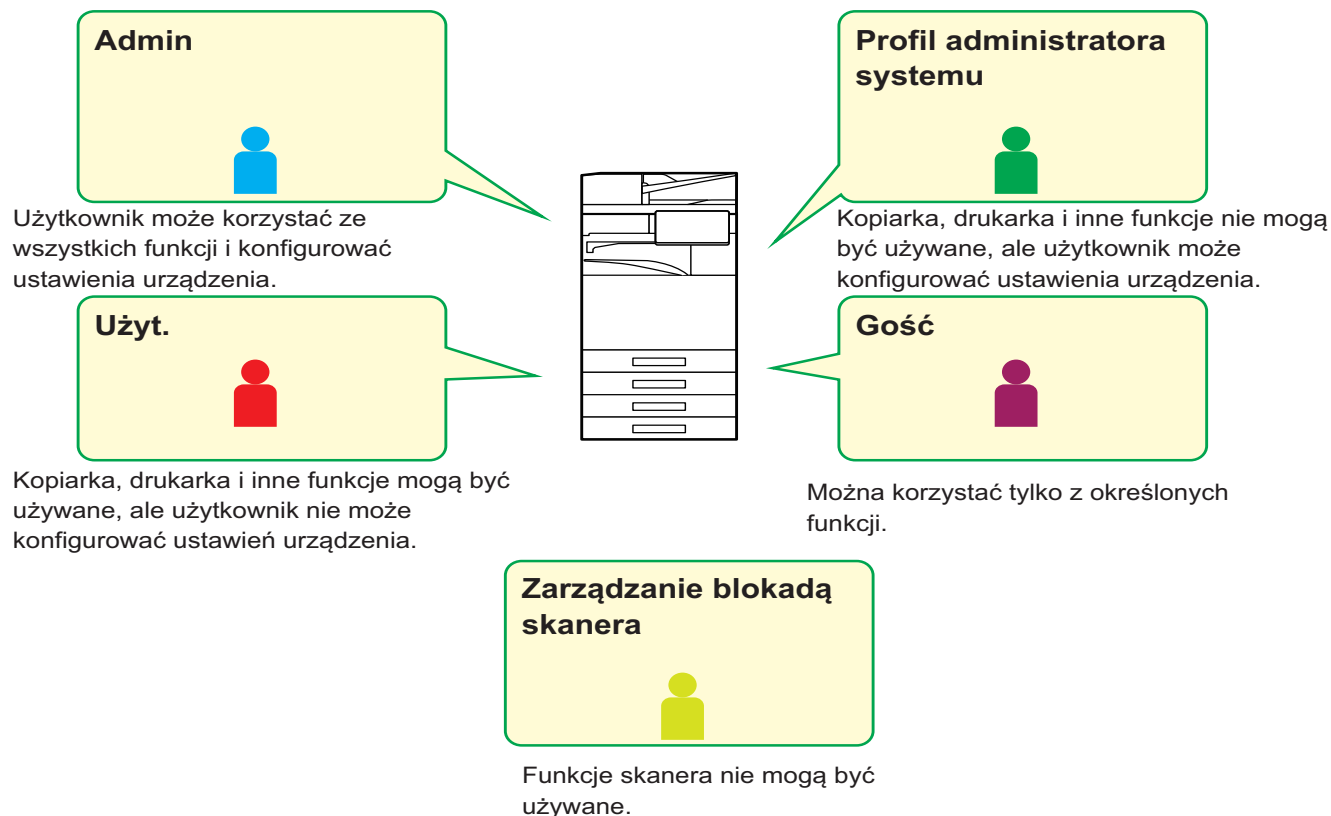 Admin
Użytkownik może korzystać ze
wszystkich funkcji i konfigurować
ustawienia urządzenia.
Profil administratora
systemu
Kopiarka, drukarka i inne funkcje nie mogą
być używane, ale użytkownik może
konfigurować ustawienia urządzenia.
Użyt.
Kopiarka, drukarka i inne funkcje mogą być
używane, ale użytkownik nie może
konfigurować ustawień urządzenia.
Gość
Można korzystać tylko z określonych
funkcji.
Zarządzanie blokadą
skanera
Funkcje skanera nie mogą być
używane.